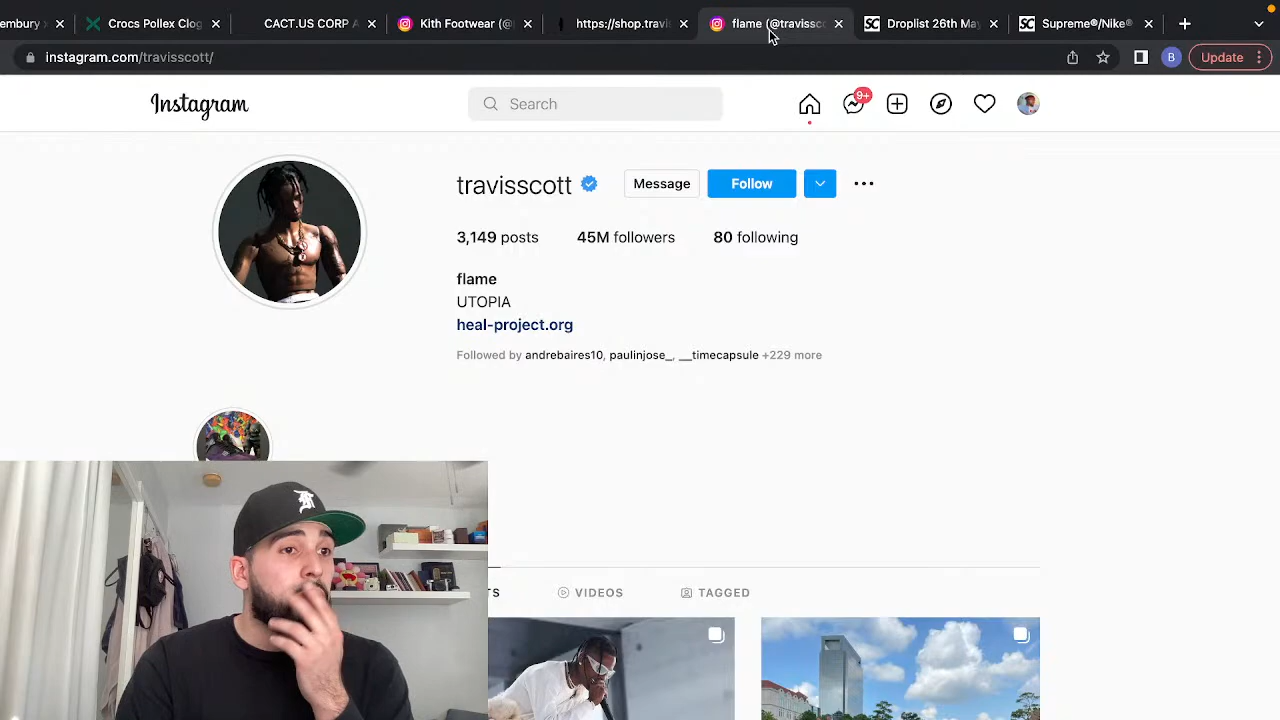 embury
Crocs Pollex Clog
CACT.US CORP A
Kith Footwear (@
https://shop.travis
flame (@travissc
Droplist 26th May
Supreme®/Nike®
instagram.com/travisscott/
B
Update
Instagram
Search
9+
travisscott
Message
Follow
3,149 posts
45M followers
80 following
flame
UTOPIA
heal-project.org
Followed by andrebaires10, paulinjose_, __timecapsule +229 more
TS
VIDEOS
TAGGED